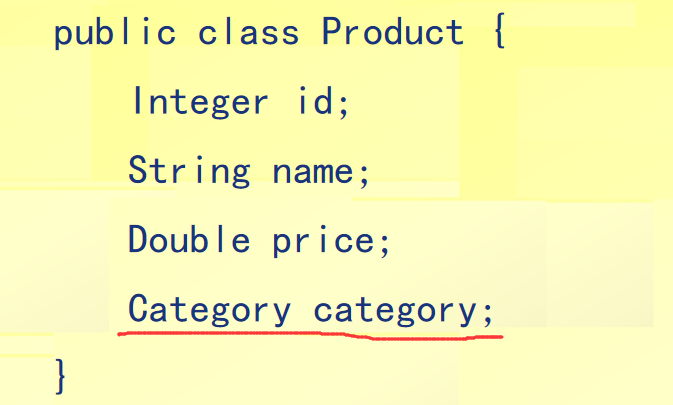 public class Product {
Integer id;
String name;
Double price;
Category category;
}